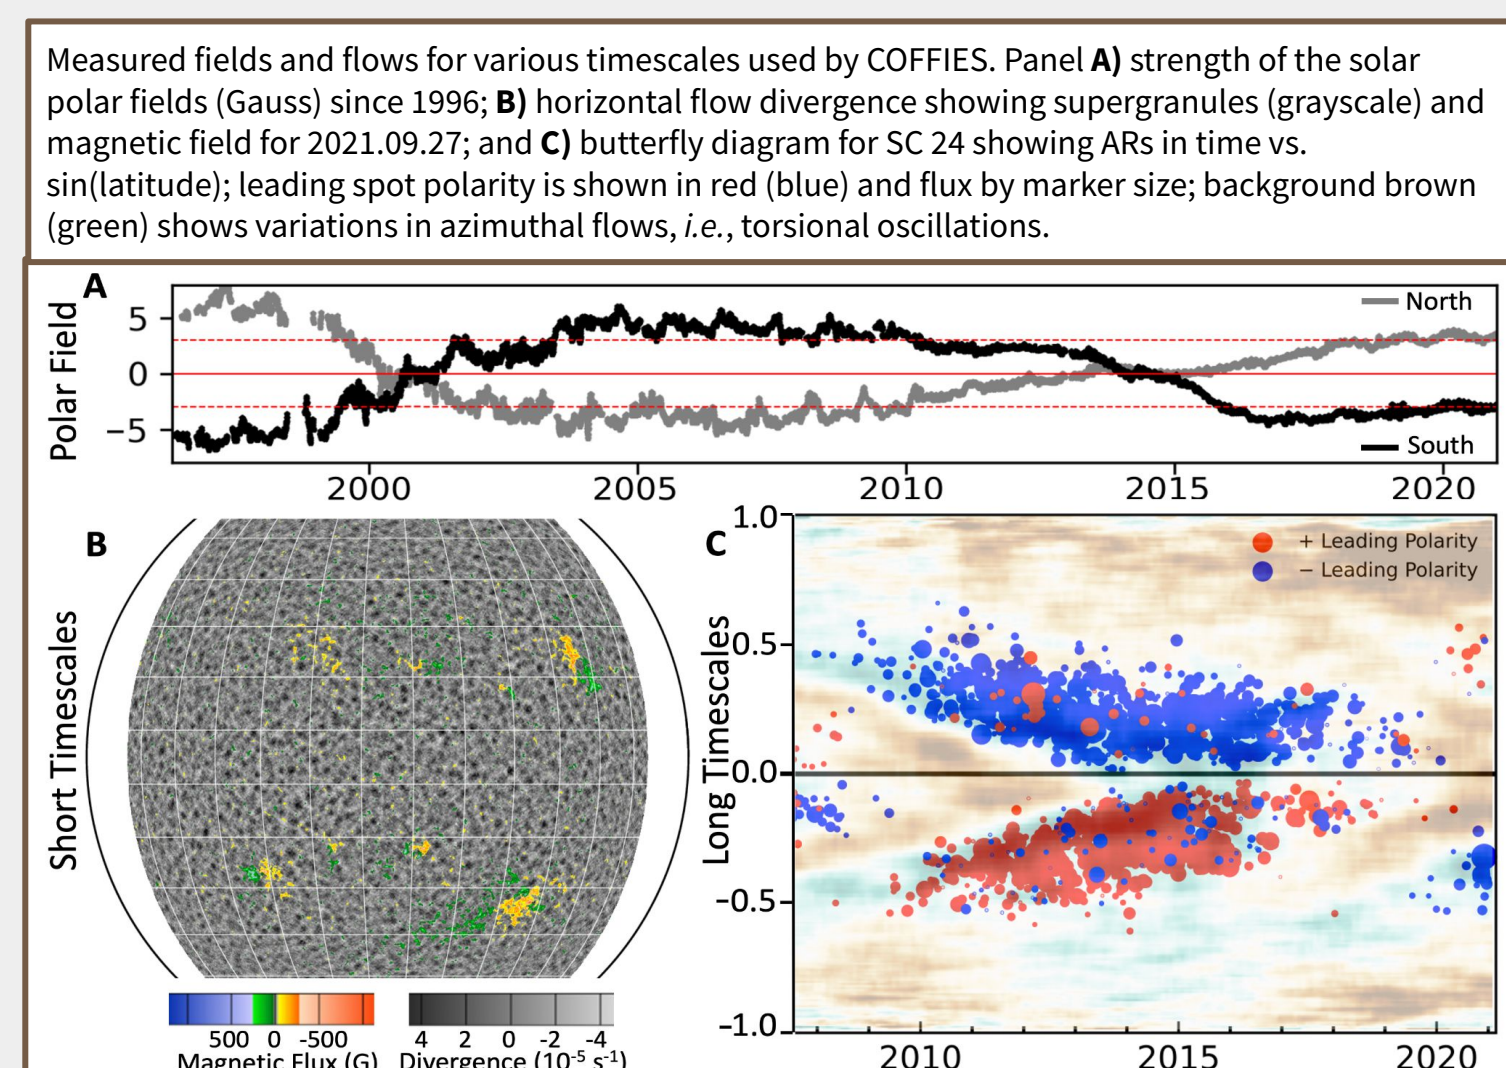 Measured fields and flows for various timescales used by COFFIES. Panel A) strength of the solar
polar fields (Gauss) since 1996; B) horizontal flow divergence showing supergranules (grayscale) and
magnetic field for 2021.09.27; and C) butterfly diagram for SC 24 showing ARs in time vs.
sin(latitude); leading spot polarity is shown in red (blue) and flux by marker size; background brown
(green) shows variations in azimuthal flows, i.e., torsional oscillations.
A
Polar Field
5
0
−5
North
South
2000 2005 2010 2015 2020
B
Short Timescales
500 0 -500
Magnetic Flux (G)
4 2 0 -2 -4
Divergence (10-5 s-1)
C
Long Timescales
1.0
0.5
0.0
−0.5
−1.0
+ Leading Polarity
− Leading Polarity
2010 2015 2020